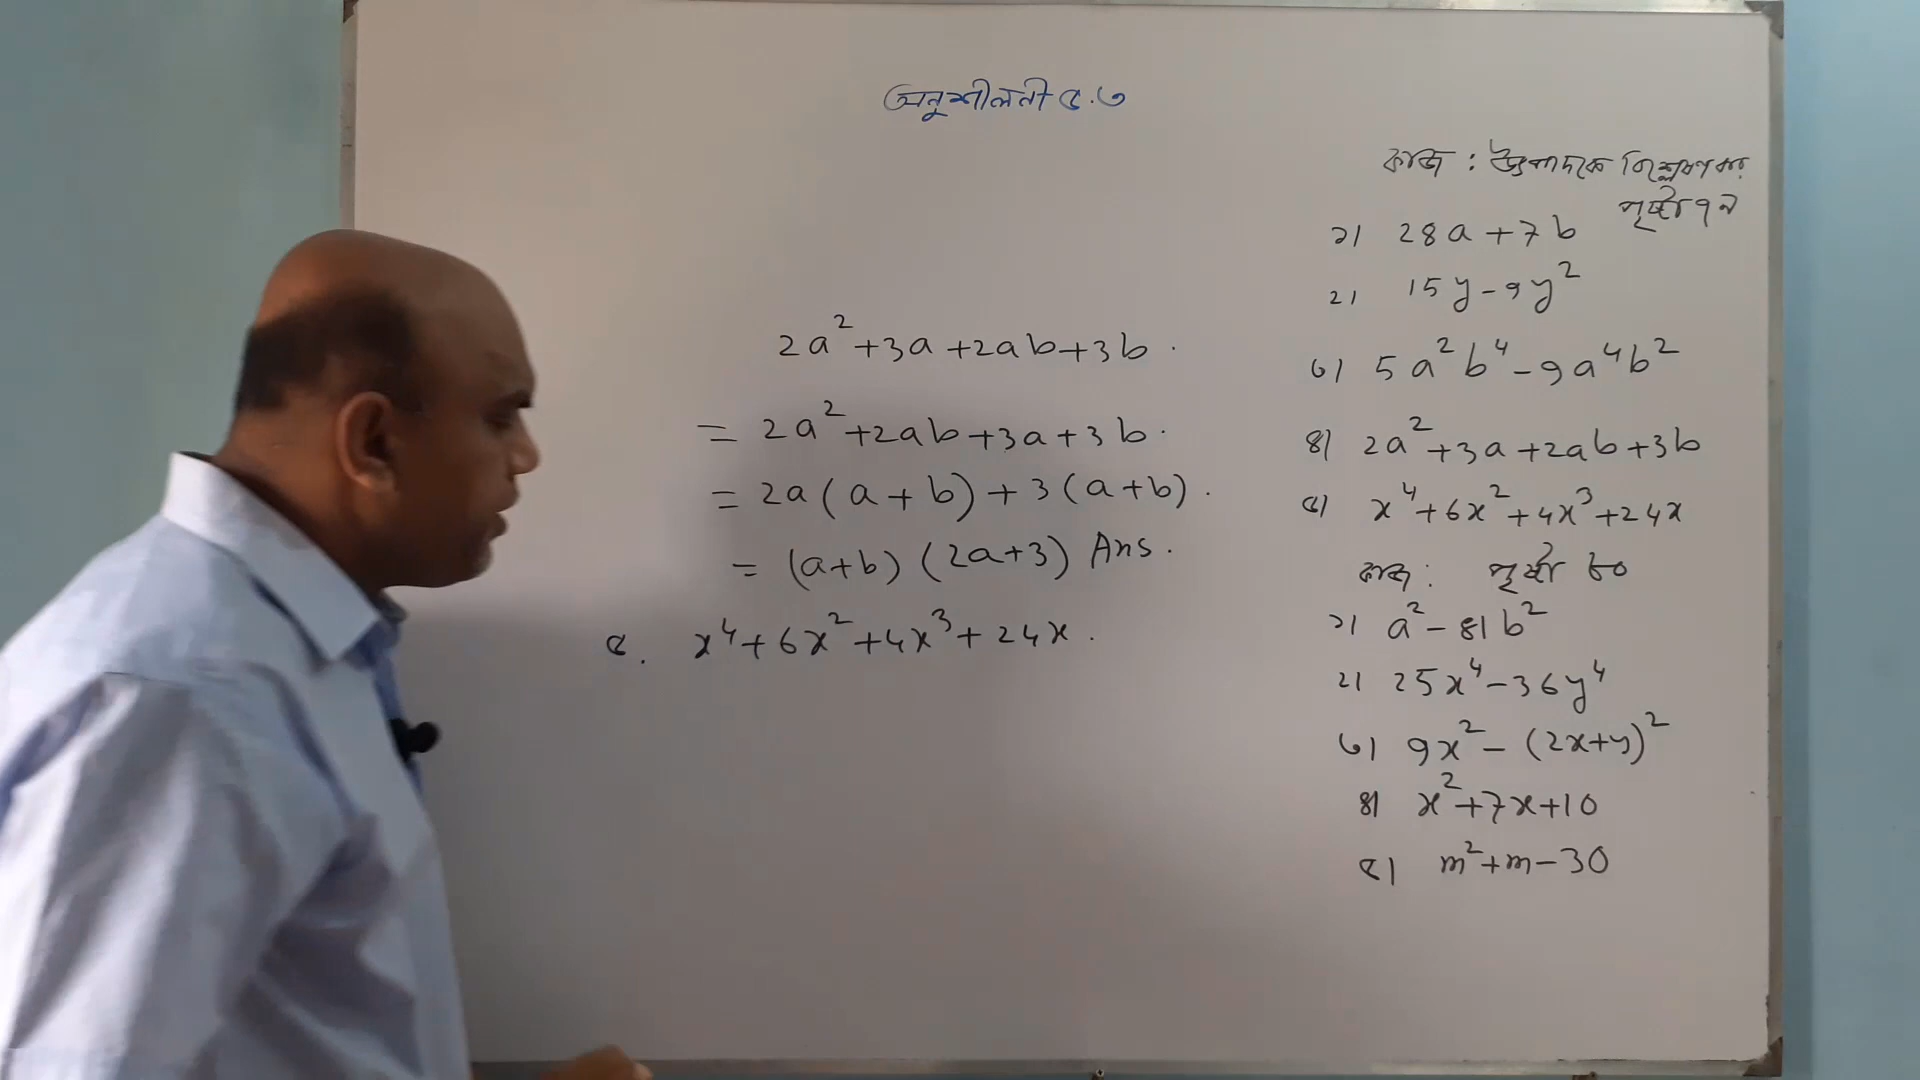 অনুশীলনী ৫.৩
2a²+3a+2ab+3b.
= 2a²+2ab+3a+3b.
= 2a(a+b)+3(a+b).
= (a+b)(2a+3) Ans.
৫. x⁴+6x²+4x³+24x.
কাজ : উৎপাদকে বিশ্লেষণ কর
পৃষ্ঠা ৭৯
১। 28a+7b
২। 15y-9y²
৩। 5a²b⁴-9a⁴b²
৪। 2a²+3a+2ab+3b
৫। x⁴+6x²+4x³+24x
কাজ: পৃষ্ঠা ৮০
১। a²-81b²
২। 25x⁴-36y⁴
৩। 9x²-(2x+y)²
৪। x²+7x+10
৫। m²+m-30